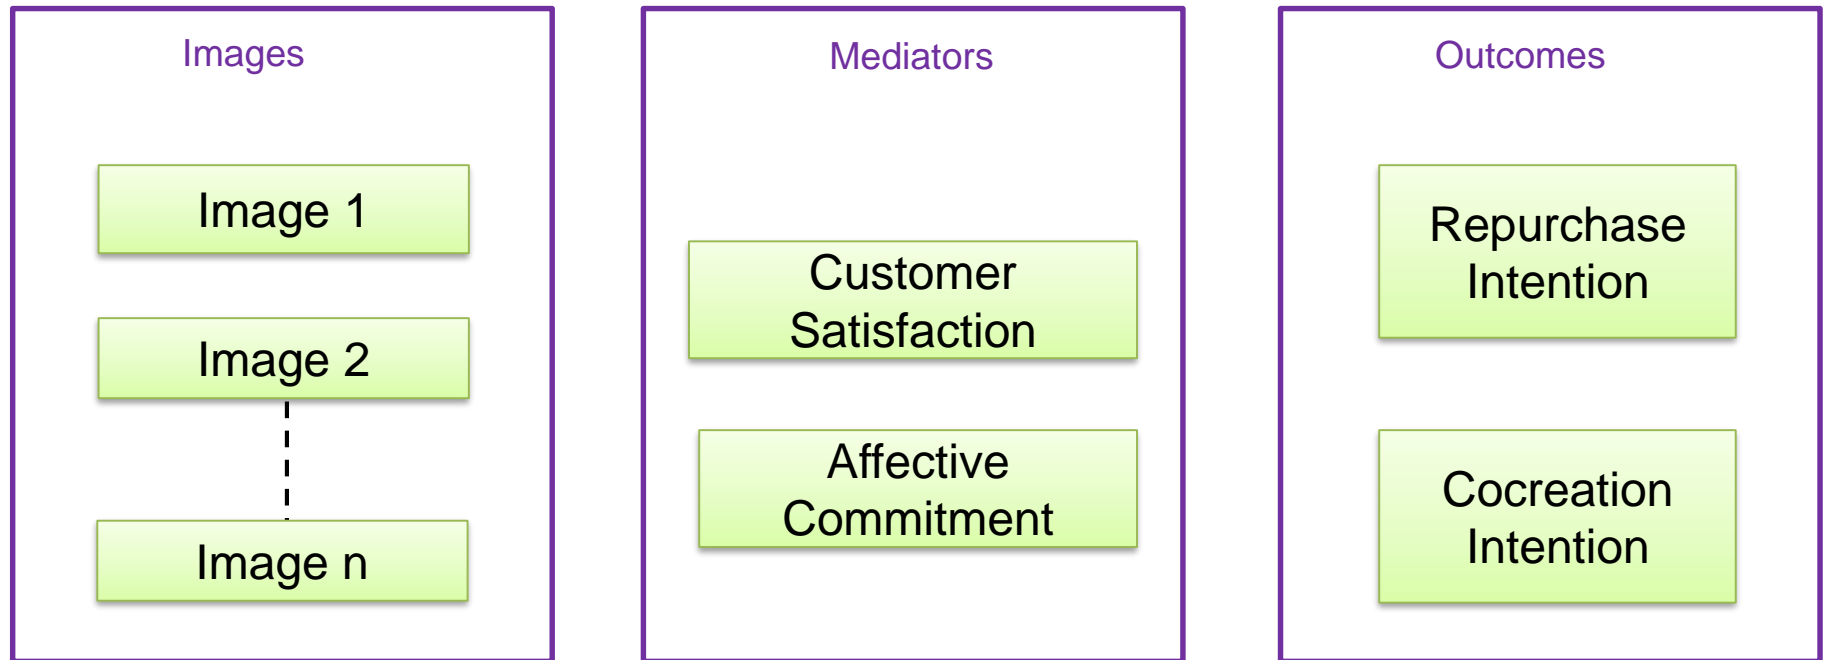 Images
Image 1
Image 2
Image n
Mediators
Customer
Satisfaction
Affective
Commitment
Outcomes
Repurchase
Intention
Cocreation
Intention